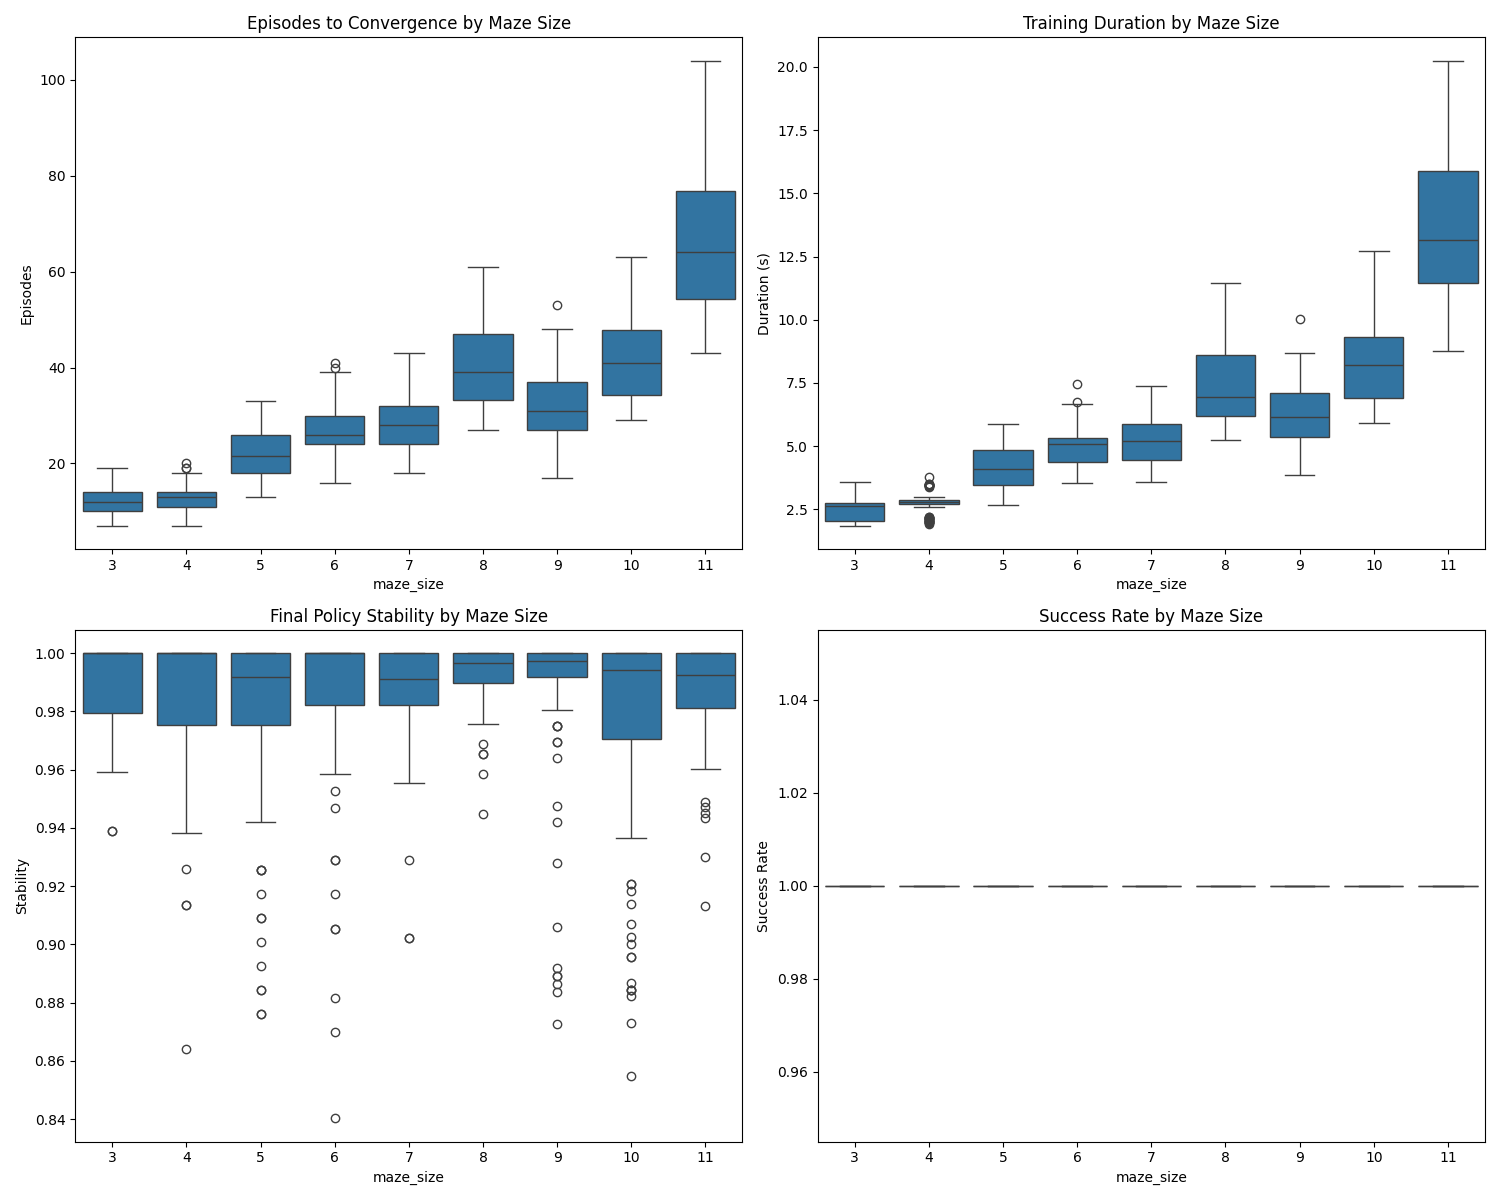 Episodes to Convergence by Maze Size
100
80
60
40
20
Episodes
3 4 5 6 7 8 9 10 11
maze_size
Training Duration by Maze Size
20.0
17.5
15.0
12.5
10.0
7.5
5.0
2.5
Duration (s)
3 4 5 6 7 8 9 10 11
maze_size
Final Policy Stability by Maze Size
1.00
0.98
0.96
0.94
0.92
0.90
0.88
0.86
0.84
Stability
3 4 5 6 7 8 9 10 11
maze_size
Success Rate by Maze Size
1.04
1.02
1.00
0.98
0.96
Success Rate
3 4 5 6 7 8 9 10 11
maze_size